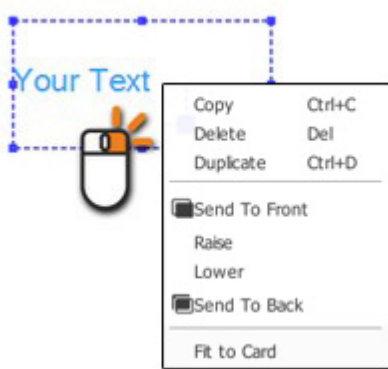 Your Text
Copy Ctrl+C
Delete Del
Duplicate Ctrl+D
Send To Front
Raise
Lower
Send To Back
Fit to Card